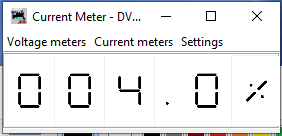 Current Meter - DV...
Voltage meters Current meters Settings
004.0%